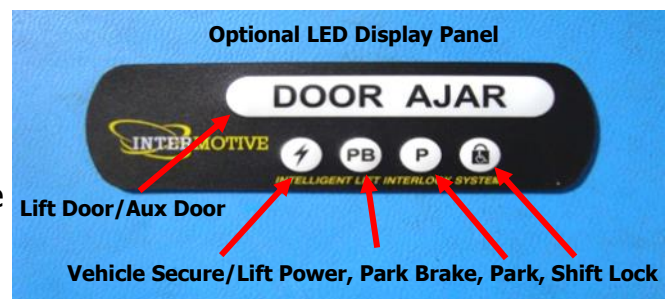 Optional LED Display Panel
DOOR AJAR
INTERMOTIVE
PB P
INTELLIGENT LIFT INTERLOCK SYSTEM
e
Lift Door/Aux Door
Vehicle Secure/Lift Power, Park Brake, Park, Shift Lock